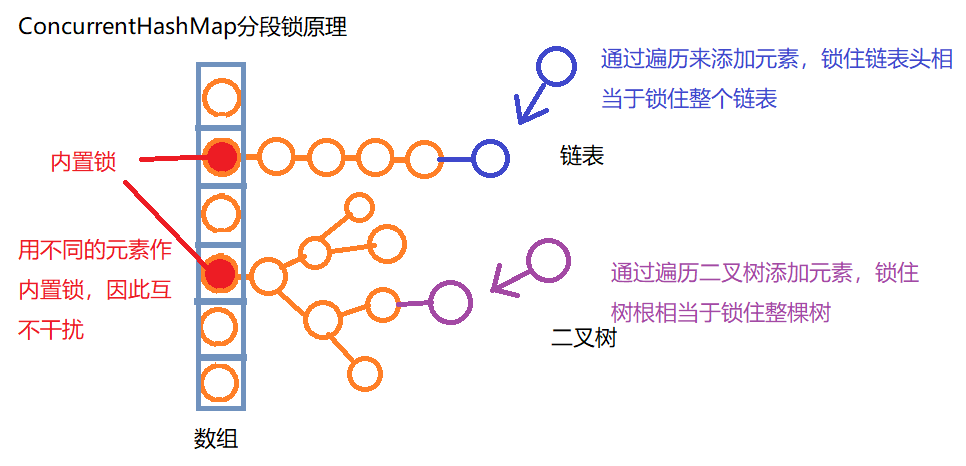 ConcurrentHashMap分段锁原理
通过遍历来添加元素，锁住链表头相
当于锁住整个链表
链表
内置锁
用不同的元素作
内置锁，因此互
不干扰
通过遍历二叉树添加元素，锁住
树根相当于锁住整棵树
二叉树
数组